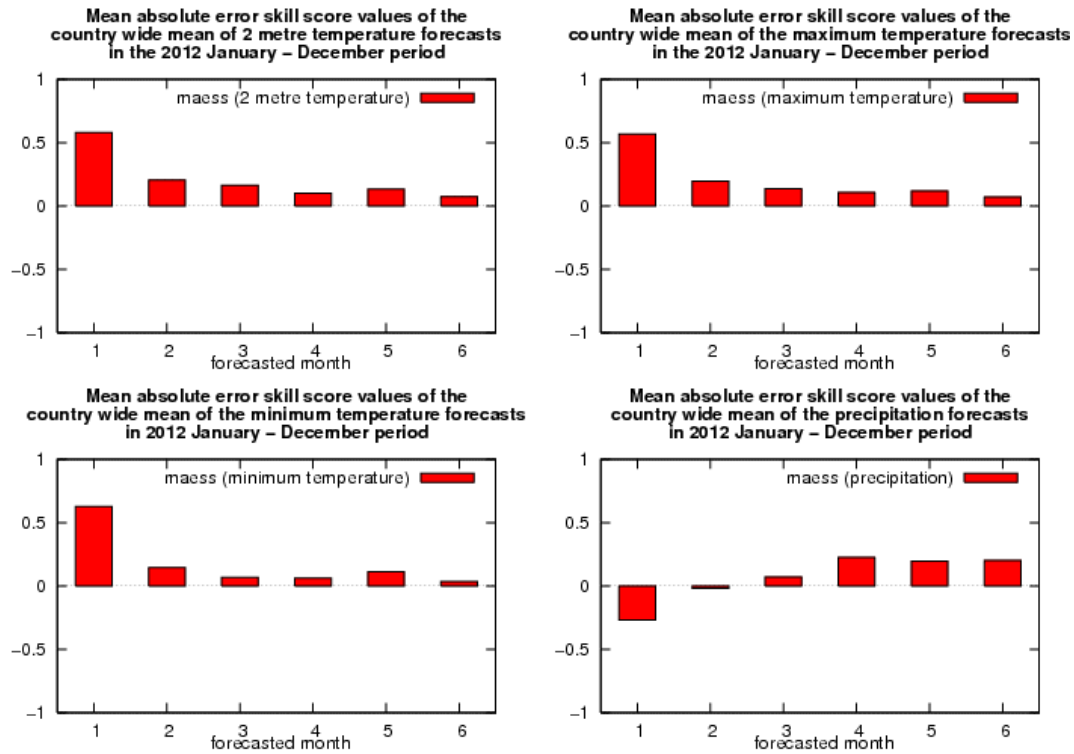 Mean absolute error skill score values of the
country wide mean of 2 metre temperature forecasts
in the 2012 January – December period
maess (2 metre temperature)
1
0.5
0
−0.5
−1
1 2 3 4 5 6
forecasted month
Mean absolute error skill score values of the
country wide mean of the maximum temperature forecasts
in the 2012 January – December period
maess (maximum temperature)
1
0.5
0
−0.5
−1
1 2 3 4 5 6
forecasted month
Mean absolute error skill score values of the
country wide mean of the minimum temperature forecasts
in 2012 January – December period
maess (minimum temperature)
1
0.5
0
−0.5
−1
1 2 3 4 5 6
forecasted month
Mean absolute error skill score values of the
country wide mean of the precipitation forecasts
in 2012 January – December period
maess (precipitation)
1
0.5
0
−0.5
−1
1 2 3 4 5 6
forecasted month